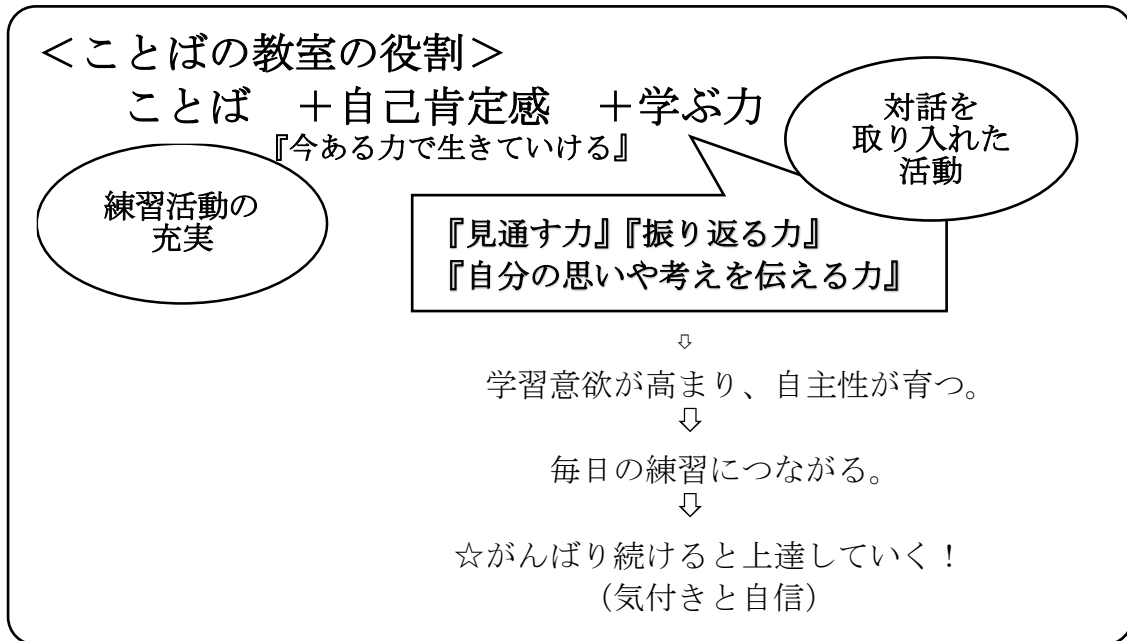 ＜ことばの教室の役割＞
ことば　＋自己肯定感　＋学ぶ力
『今ある力で生きていける』
対話を
取り入れた
活動
練習活動の
充実
『見通す力』『振り返る力』
『自分の思いや考えを伝える力』
⇩
学習意欲が高まり、自主性が育つ。
⇩
毎日の練習につながる。
⇩
☆がんばり続けると上達していく！
（気付きと自信）